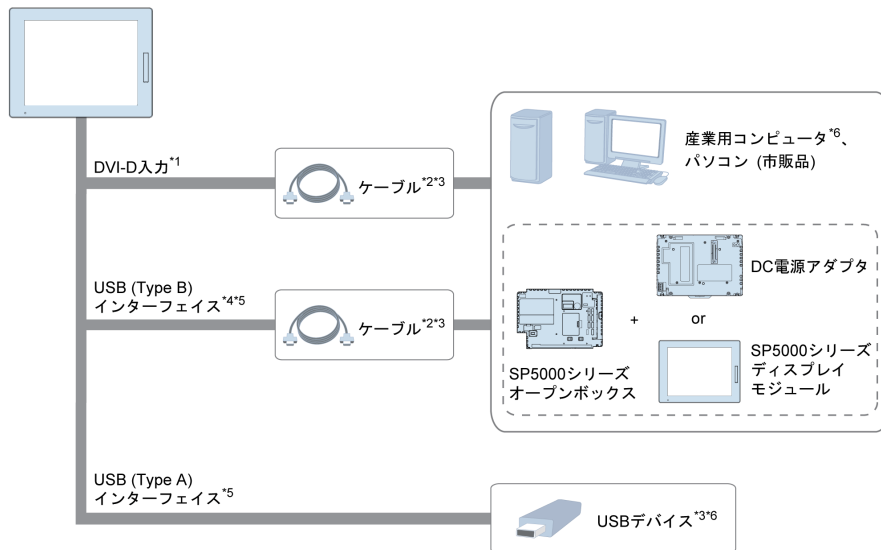 DVI-D入力*1
ケーブル*2*3
産業用コンピュータ*6、
パソコン (市販品)
USB (Type B)
インターフェイス*4*5
ケーブル*2*3
DC電源アダプタ
+
or
SP5000シリーズ
オープンボックス
SP5000シリーズ
ディスプレイ
モジュール
USB (Type A)
インターフェイス*5
USBデバイス*3*6